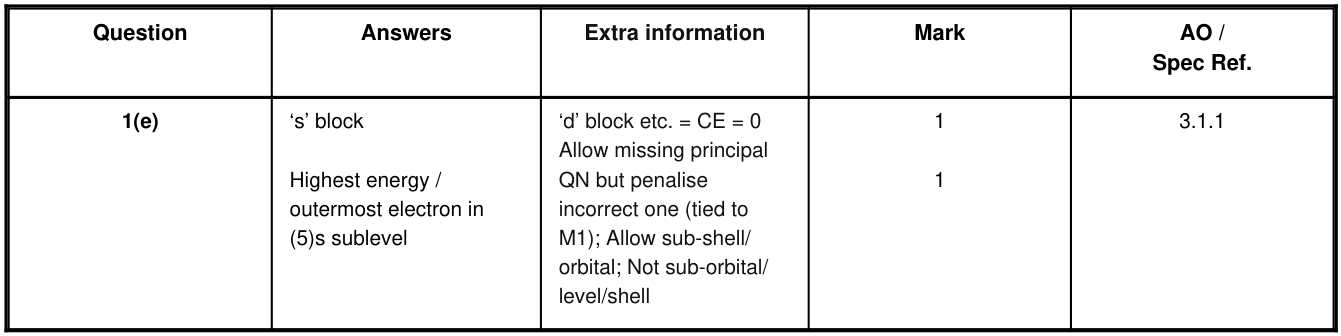 Question Answers Extra information Mark AO /
Spec Ref.
1(e) ‘s’ block ‘d’ block etc. = CE = 0 1 3.1.1
Allow missing principal
Highest energy / QN but penalise 1
outermost electron in incorrect one (tied to
(5)s sublevel M1); Allow sub-shell/
orbital; Not sub-orbital/
level/shell